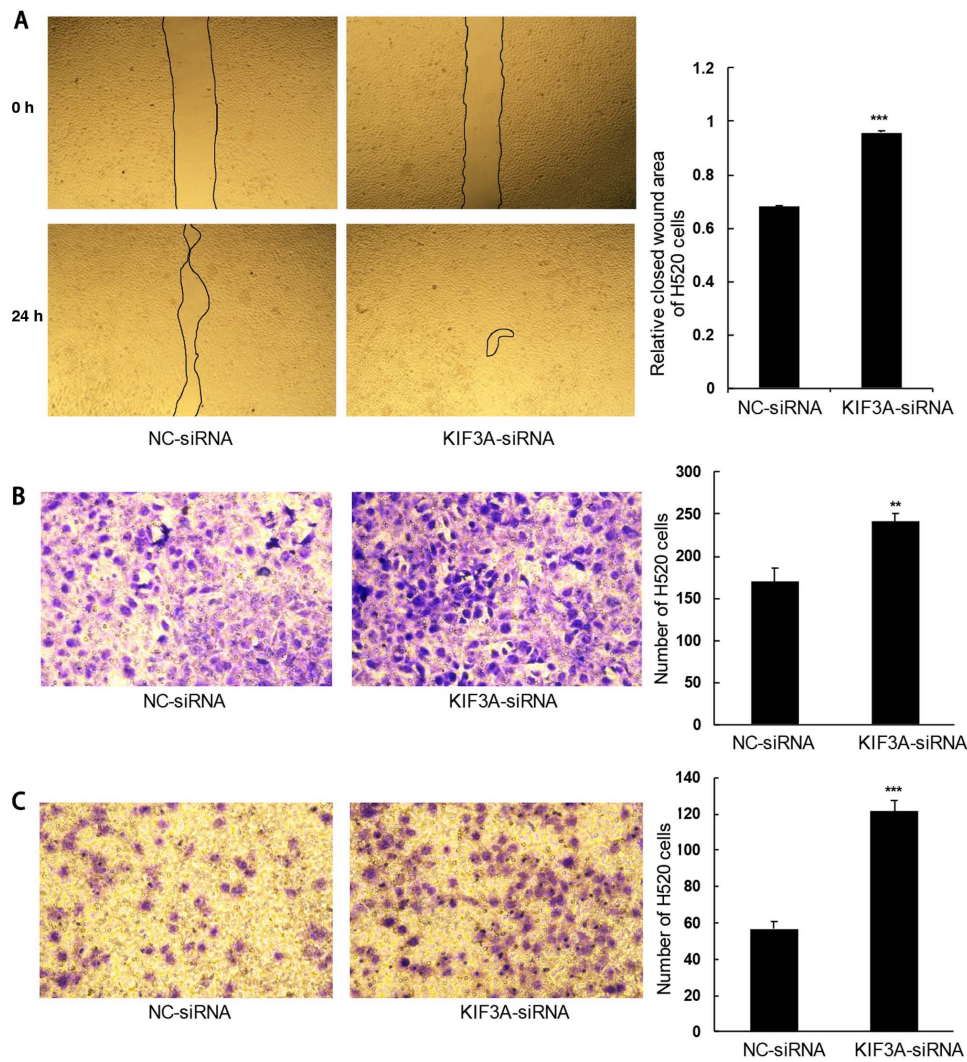 A
0 h
24 h
NC-siRNA
KIF3A-siRNA
Relative closed wound area
of H520 cells
1.2
1
0.8
0.6
0.4
0.2
0
***
NC-siRNA
KIF3A-siRNA
B
NC-siRNA
KIF3A-siRNA
Number of H520 cells
300
250
200
150
100
50
0
**
NC-siRNA
KIF3A-siRNA
C
NC-siRNA
KIF3A-siRNA
Number of H520 cells
140
120
100
80
60
40
20
0
***
NC-siRNA
KIF3A-siRNA